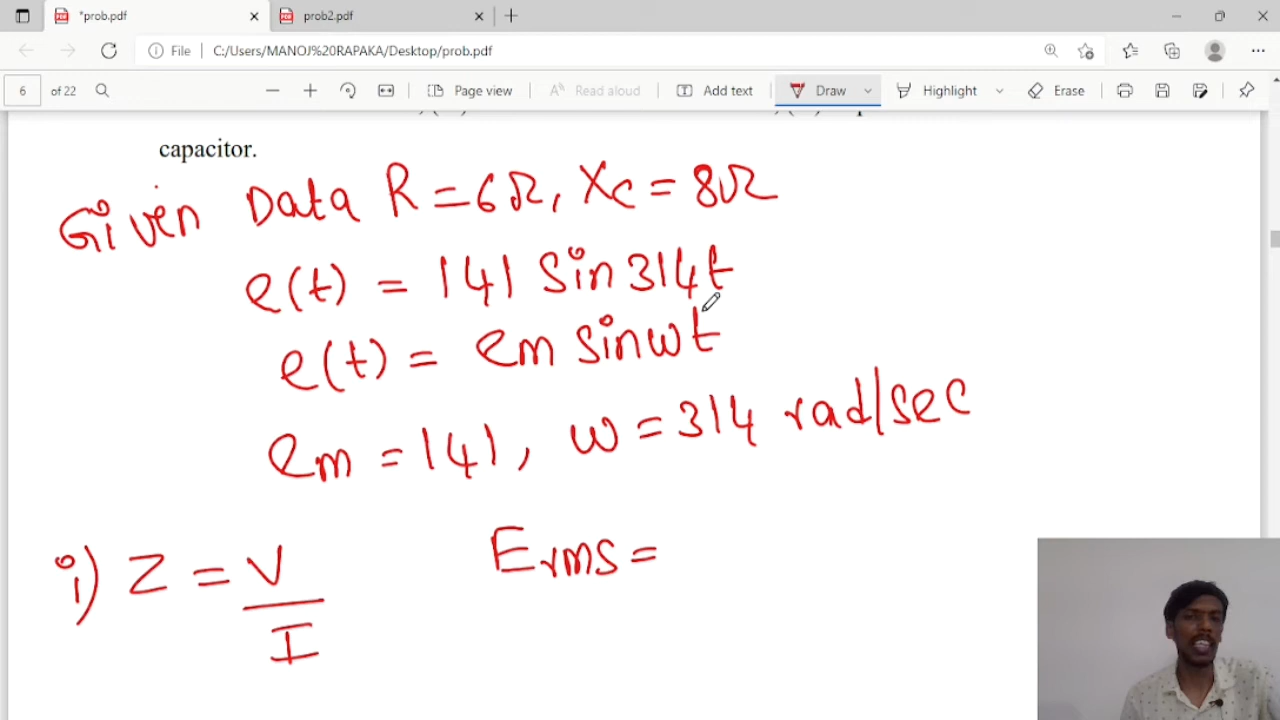 *prob.pdf
prob2.pdf
File C:/Users/MANOJ%20RAPAKA/Desktop/prob.pdf
6 of 22 Page view Read aloud Add text Draw Highlight Erase
capacitor.
Given Data R = 6Ω, Xc = 8Ω
e(t) = 141 sin 314t
e(t) = em sinωt
em = 141, ω = 314 rad/sec
i) Z = V
I
Erms =